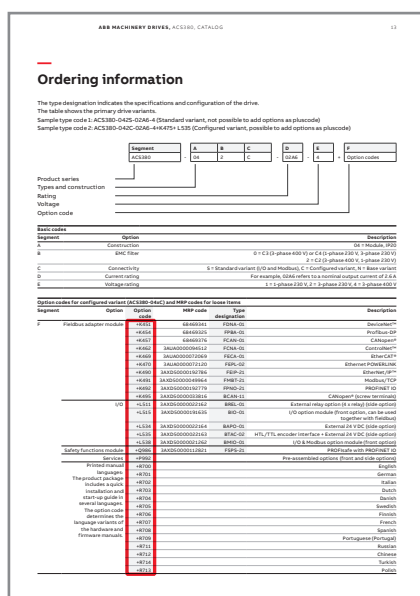 ABB MACHINERY DRIVES, ACS380, CATALOG 13
Ordering information
The type designation indicates the specifications and configuration of the drive.
The table shows the primary drive variants.
Sample type code 1: ACS380-042S-02A6-4 (Standard variant, not possible to add options as pluscode)
Sample type code 2: ACS380-042C-02A6-4+K475+ L535 (Configured variant, possible to add options as pluscode)
Segment A B C D E F
ACS380 - 04 2 C - 02A6 - 4 + Option codes
Product series
Types and construction
Rating
Voltage
Option code
Basic codes
Segment Option Description
A Construction 04 = Module, IP20
B EMC filter 0 = C3 (3-phase 400 V) or C4 (1-phase 230 V, 3-phase 230 V),
2 = C2 (3-phase 400 V, 1-phase 230 V)
C Connectivity S = Standard variant (I/O and Modbus), C = Configured variant, N = Base variant
D Current rating For example, 02A6 refers to a nominal output current of 2.6 A
E Voltage rating 1 = 1-phase 230 V, 2 = 3-phase 230 V, 4 = 3-phase 400 V
Option codes for configured variant (ACS380-04xC) and MRP codes for loose items
Segment Option Option code MRP code Type designation Description
F Fieldbus adapter module +K451 68469341 FDNA-01 DeviceNet™
+K454 68469325 FPBA-01 Profibus-DP
+K457 68469376 FCAN-01 CANopen®
+K462 3AUA0000094512 FCNA-01 ControlNet™
+K469 3AUA0000072069 FECA-01 EtherCAT®
+K470 3AUA0000072120 FEPL-02 Ethernet POWERLINK
+K490 3AXD50000192786 FEIP-21 EtherNet/IP™
+K491 3AXD50000049964 FMBT-21 Modbus/TCP
+K492 3AXD50000192779 FPNO-21 PROFINET IO
+K495 3AXD50000033816 BCAN-11 CANopen® (screw terminals)
I/O +L511 3AXD50000022162 BREL-01 External relay option (4 x relay) (side option)
+L515 3AXD50000191635 BIO-01 I/O option module (front option, can be used
together with fieldbus)
+L534 3AXD50000022164 BAPO-01 External 24 V DC (side option)
+L535 3AXD50000022163 BTAC-02 HTL/TTL encoder interface + External 24 V DC (side option)
+L538 3AXD50000021262 BMIO-01 I/O & Modbus module (front option)
Safety functions module +Q986 3AXD50000112821 FSPS-21 PROFIsafe with PROFINET IO
Services +P992 Pre-assembled options (front and side options)
Printed manual +R700 English
languages. +R701 German
The product package +R702 Italian
includes a quick +R703 Dutch
installation and +R704 Danish
start-up guide in +R705 Swedish
several languages. +R706 Finnish
The option code +R707 French
determines the +R708 Spanish
language variants of +R709 Portuguese (Portugal)
the hardware and +R711 Russian
firmware manuals. +R712 Chinese
+R714 Turkish
+R713 Polish